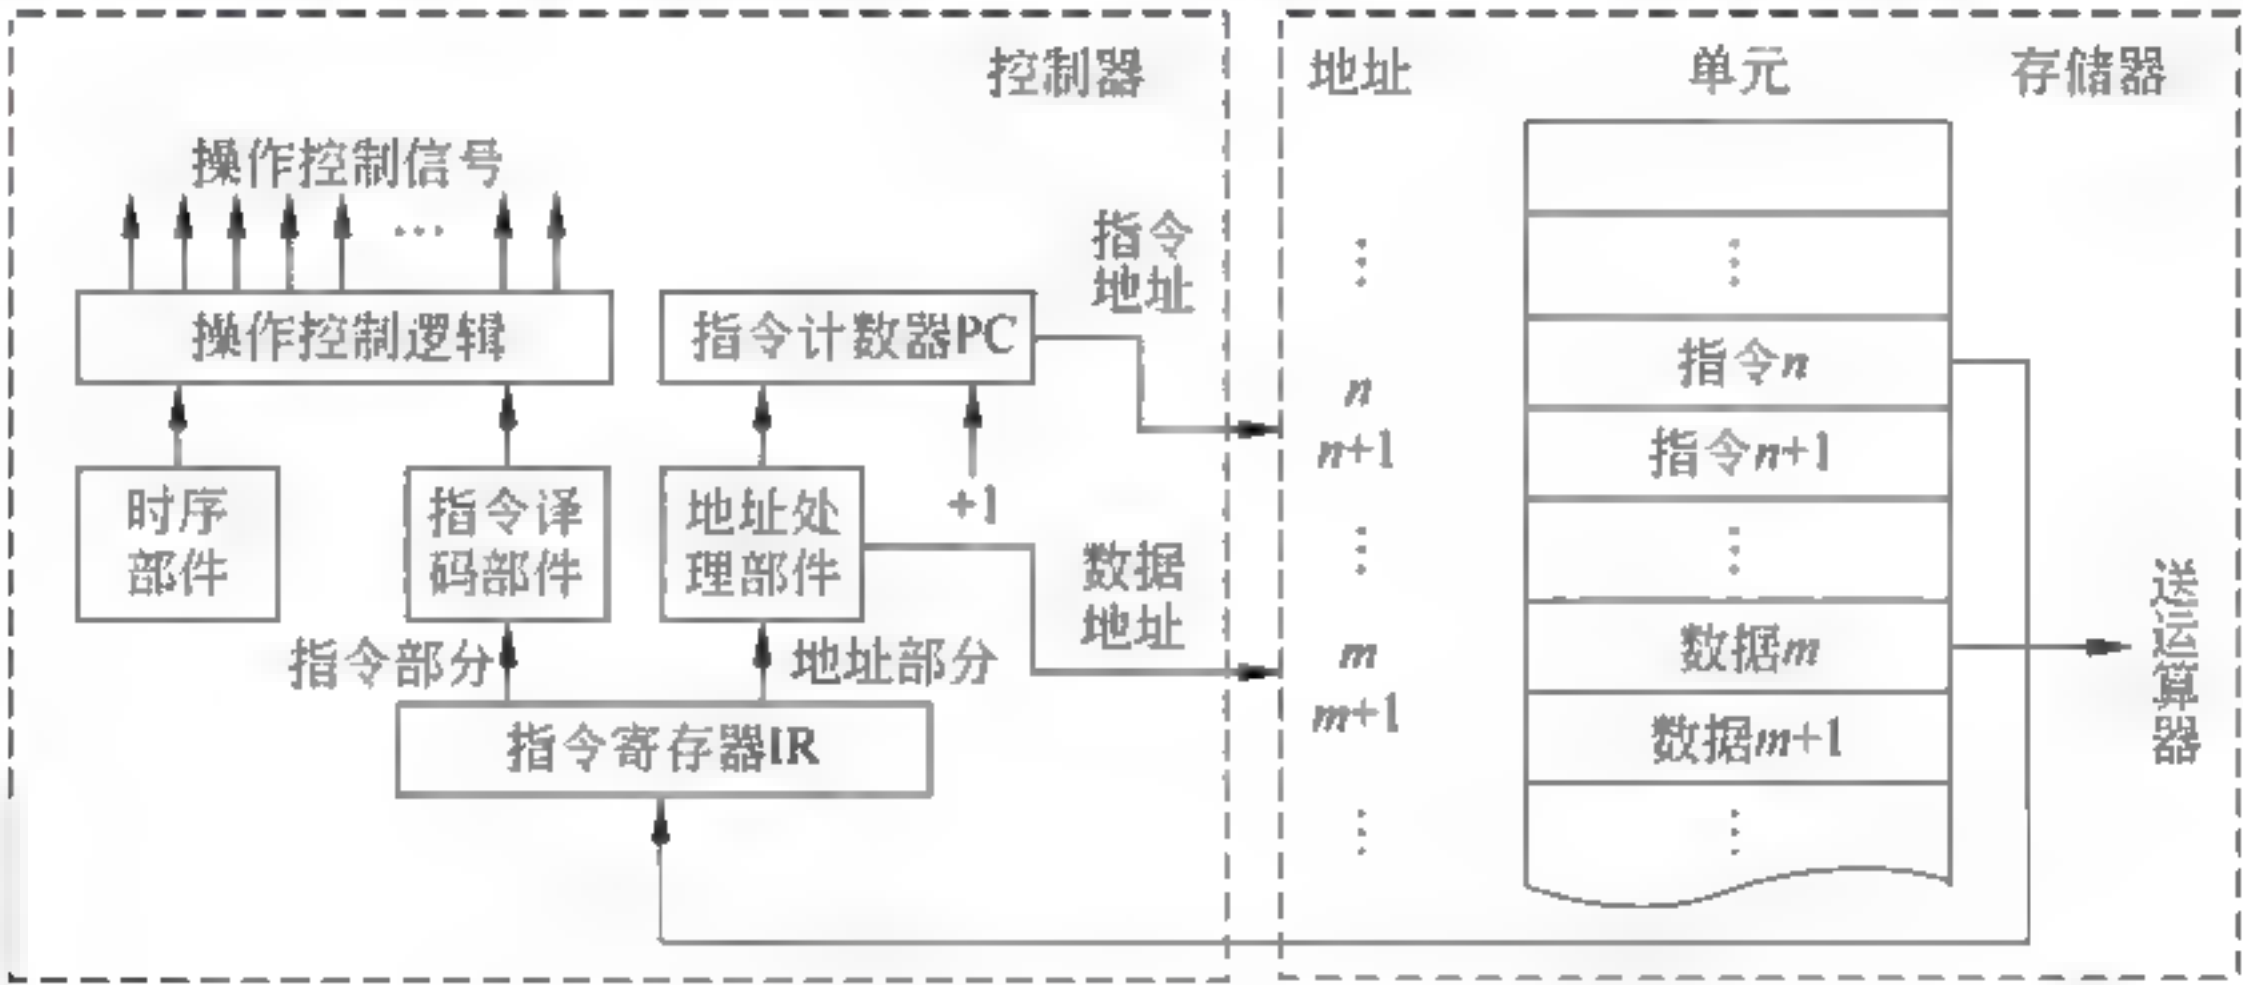 控制器
操作控制信号
…
操作控制逻辑
时序
部件
指令译
码部件
指令部分
指令计数器PC
地址处
理部件
+1
地址部分
指令寄存器IR
指令
地址
数据
地址
地址
单元
存储器
⋮
⋮
n
指令n
n+1
指令n+1
⋮
⋮
m
数据m
m+1
数据m+1
⋮
⋮
送运算器